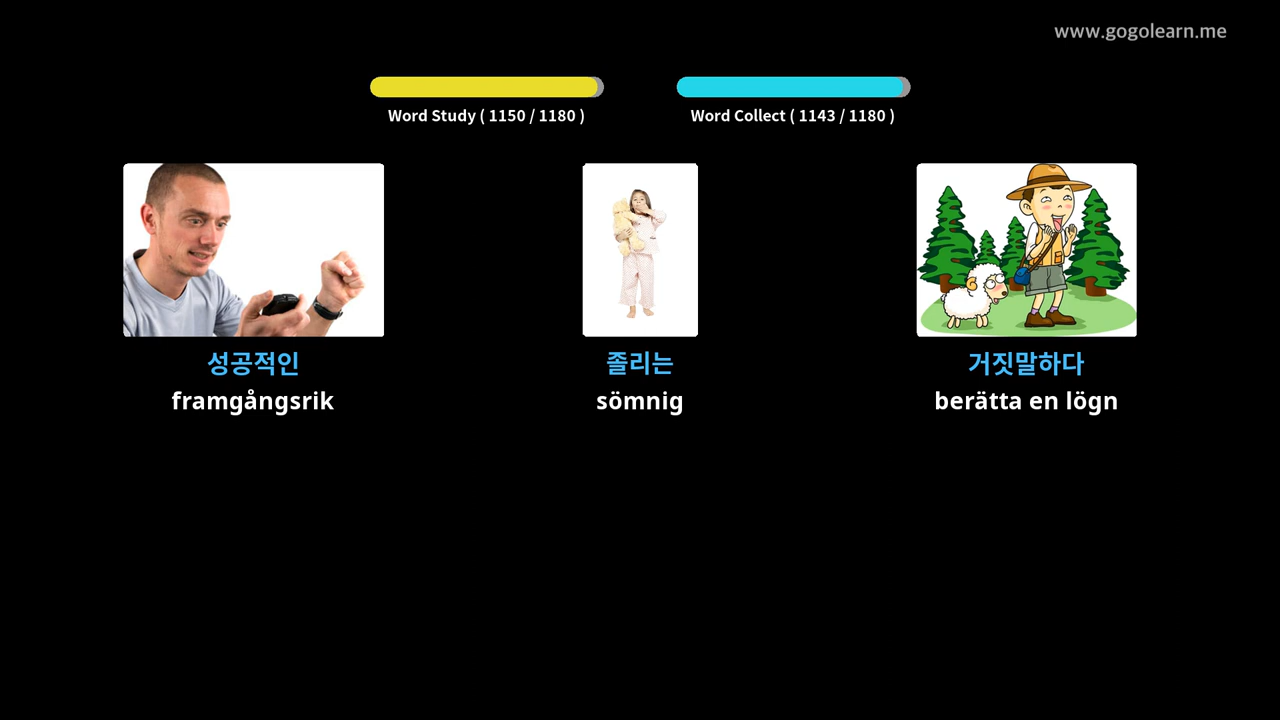 www.gogolearn.me
Word Study ( 1150 / 1180 )
Word Collect ( 1143 / 1180 )
성공적인
framgångsrik
졸리는
sömnig
거짓말하다
berätta en lögn